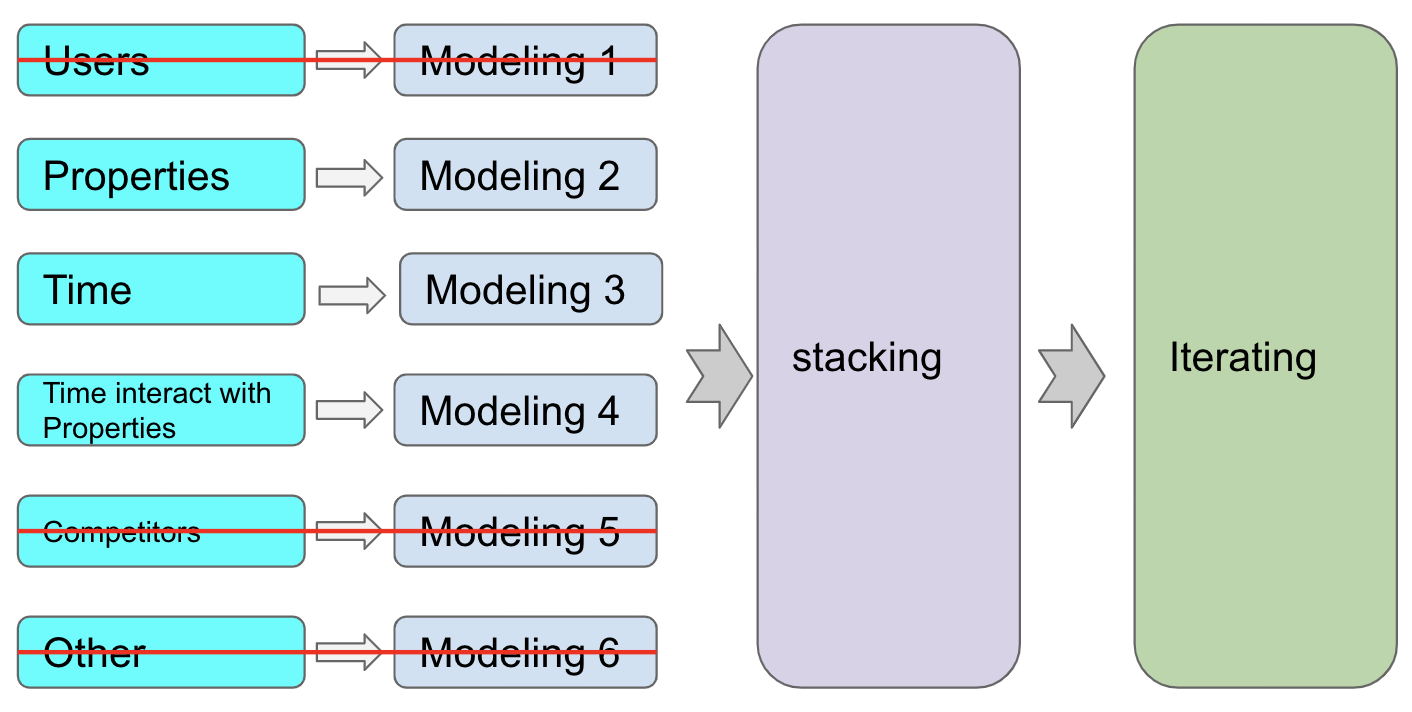 Users
Modeling 1
Properties
Modeling 2
Time
Modeling 3
Time interact with
Properties
Modeling 4
Competitors
Modeling 5
Other
Modeling 6
stacking
Iterating